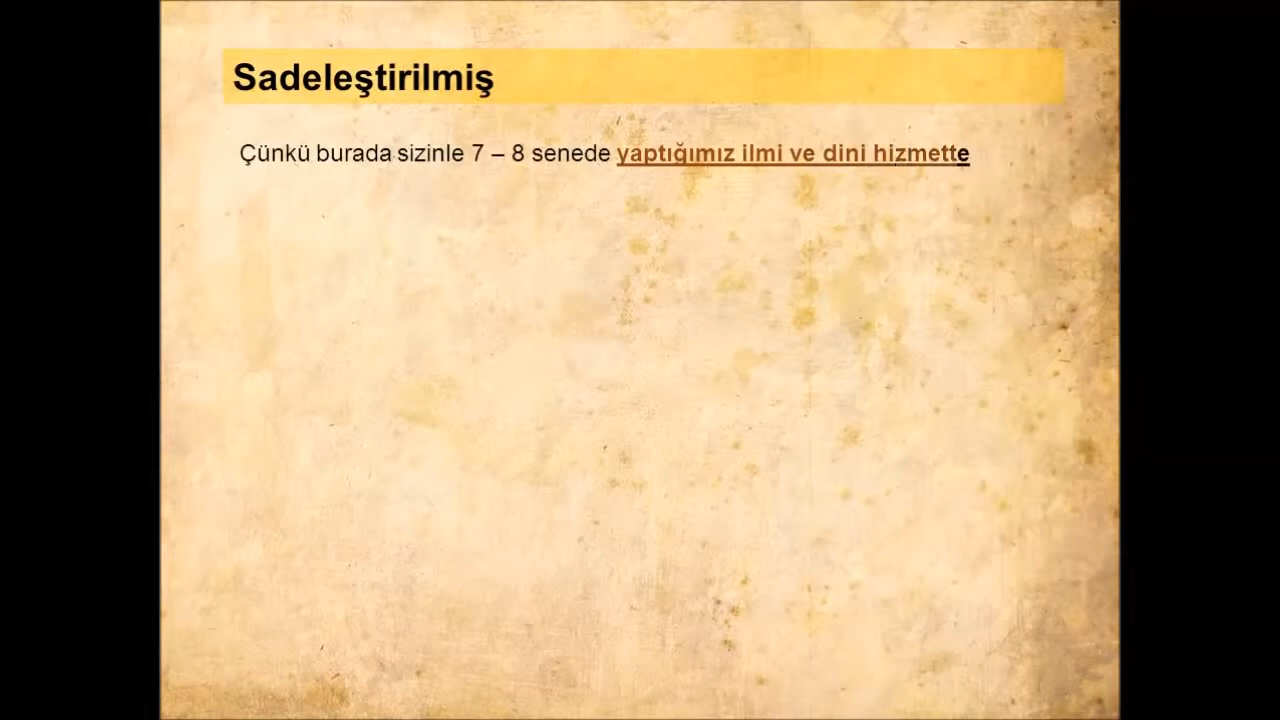 Sadeleştirilmiş
Çünkü burada sizinle 7 – 8 senede yaptığımız ilmi ve dini hizmette